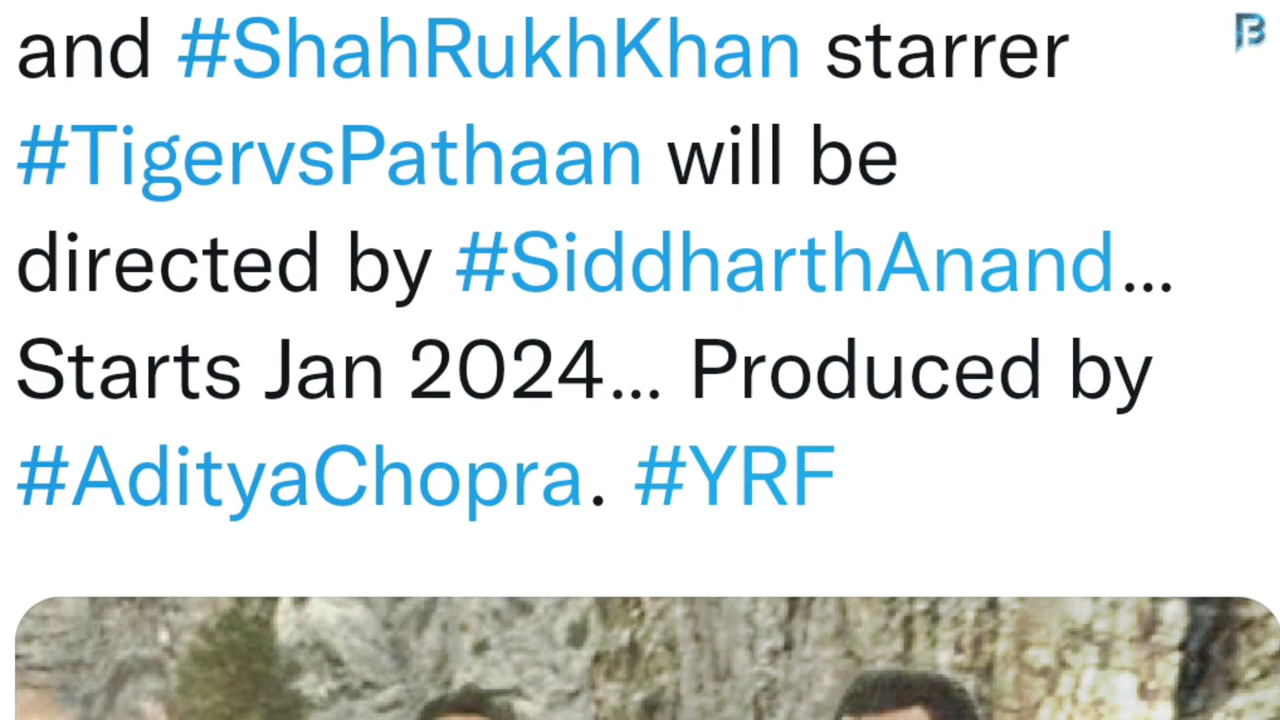 and #ShahRukhKhan starrer
#TigervsPathaan will be
directed by #SiddharthAnand...
Starts Jan 2024... Produced by
#AdityaChopra. #YRF